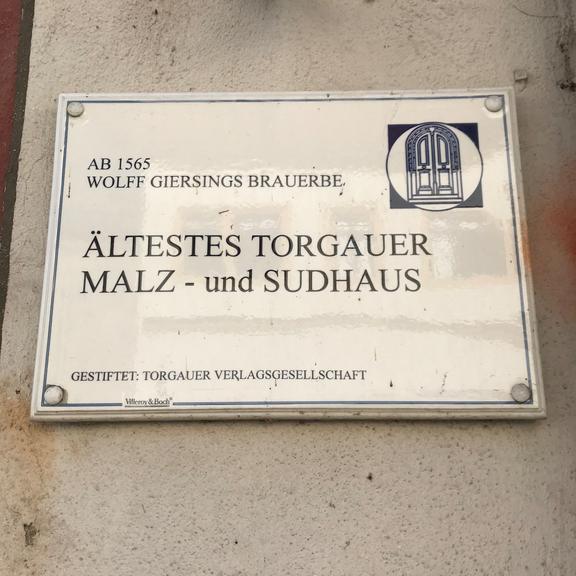 AB 1565
WOLFF GIERSINGS BRAUERBE
ÄLTESTES TORGAUER
MALZ - und SUDHAUS
GESTIFTET: TORGAUER VERLAGSGESELLSCHAFT
Villeroy & Boch®